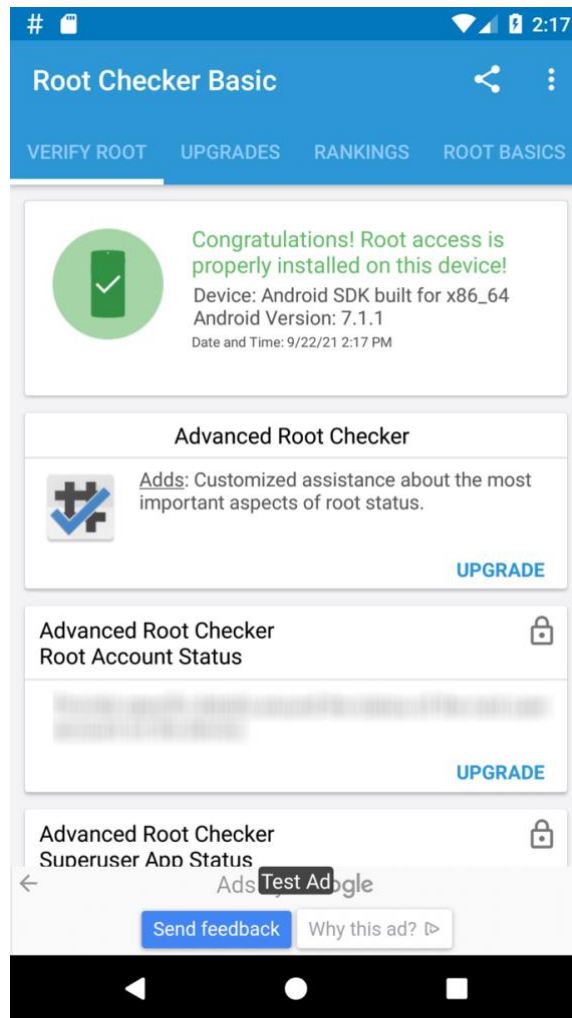 # 2:17
Root Checker Basic
VERIFY ROOT UPGRADES RANKINGS ROOT BASICS
Congratulations! Root access is
properly installed on this device!
Device: Android SDK built for x86_64
Android Version: 7.1.1
Date and Time: 9/22/21 2:17 PM
Advanced Root Checker
Adds: Customized assistance about the most
important aspects of root status.
UPGRADE
Advanced Root Checker
Root Account Status
UPGRADE
Advanced Root Checker
Superuser App Status
Ads Test Ad ogle
Send feedback Why this ad?